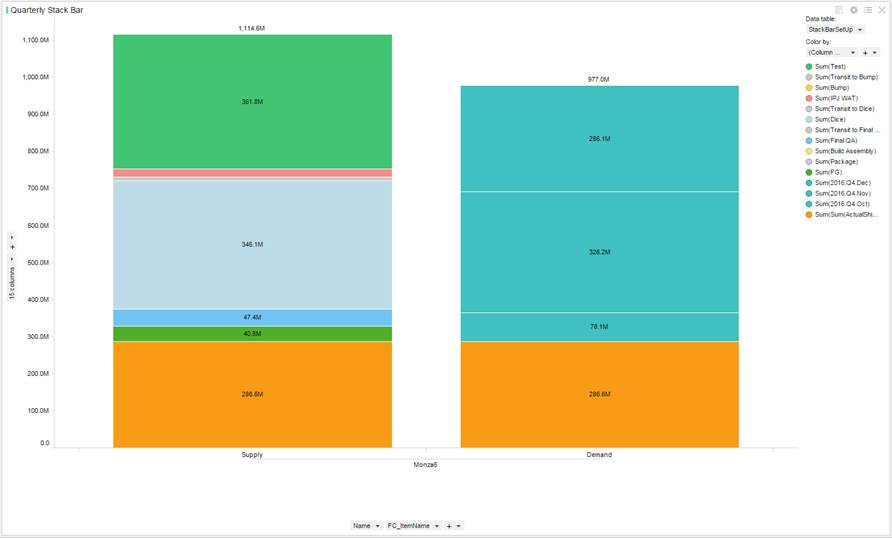 Quarterly Stack Bar
Data table:
StackBarSetUp
Color by:
(Column ...
+
Sum(Test)
Sum(Transit to Bump)
Sum(Bump)
Sum(IPJ WAT)
Sum(Transit to Dice)
Sum(Dice)
Sum(Transit to Final ...
Sum(Final QA)
Sum(Build Assembly)
Sum(Package)
Sum(FG)
Sum(2016.Q4.Dec)
Sum(2016.Q4.Nov)
Sum(2016.Q4.Oct)
Sum(Sum(ActualShi...
1,100.0M
1,000.0M
900.0M
800.0M
700.0M
600.0M
500.0M
400.0M
300.0M
200.0M
100.0M
0.0
+
15 columns
1,114.6M
361.8M
346.1M
47.4M
40.8M
286.6M
977.0M
286.1M
326.2M
78.1M
286.6M
Supply
Demand
Monza6
Name
FC_ItemName
+